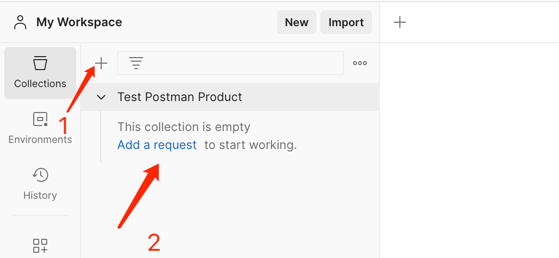 My Workspace New Import
Collections
Test Postman Product
1
This collection is empty
Environments
Add a request to start working.
History
2